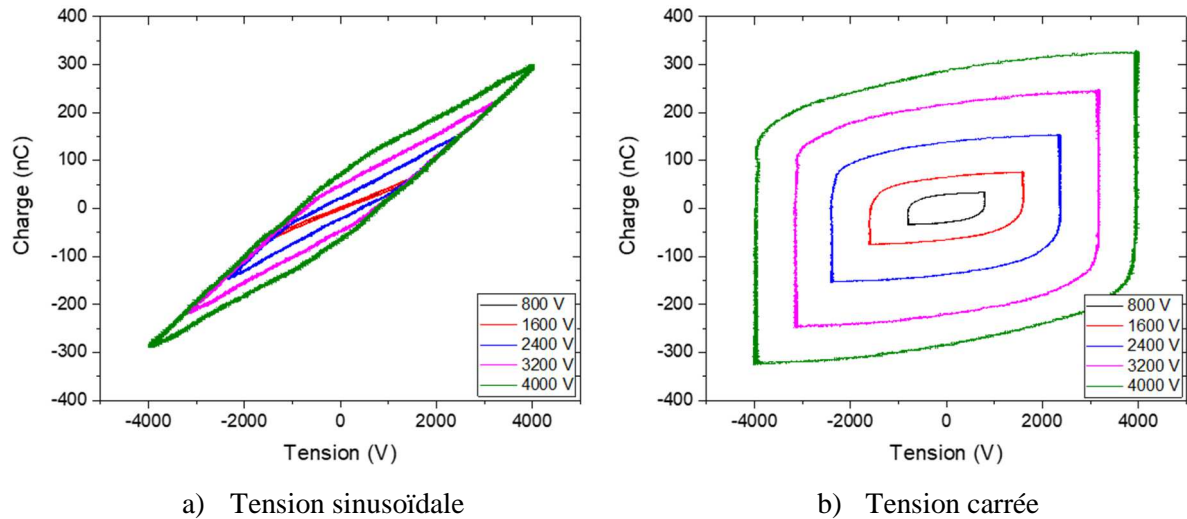 400
300
200
100
0
-100
-200
-300
-400
Charge (nC)
-4000 -2000 0 2000 4000
Tension (V)
800 V
1600 V
2400 V
3200 V
4000 V
a) Tension sinusoïdale
400
300
200
100
0
-100
-200
-300
-400
Charge (nC)
-4000 -2000 0 2000 4000
Tension (V)
800 V
1600 V
2400 V
3200 V
4000 V
b) Tension carrée